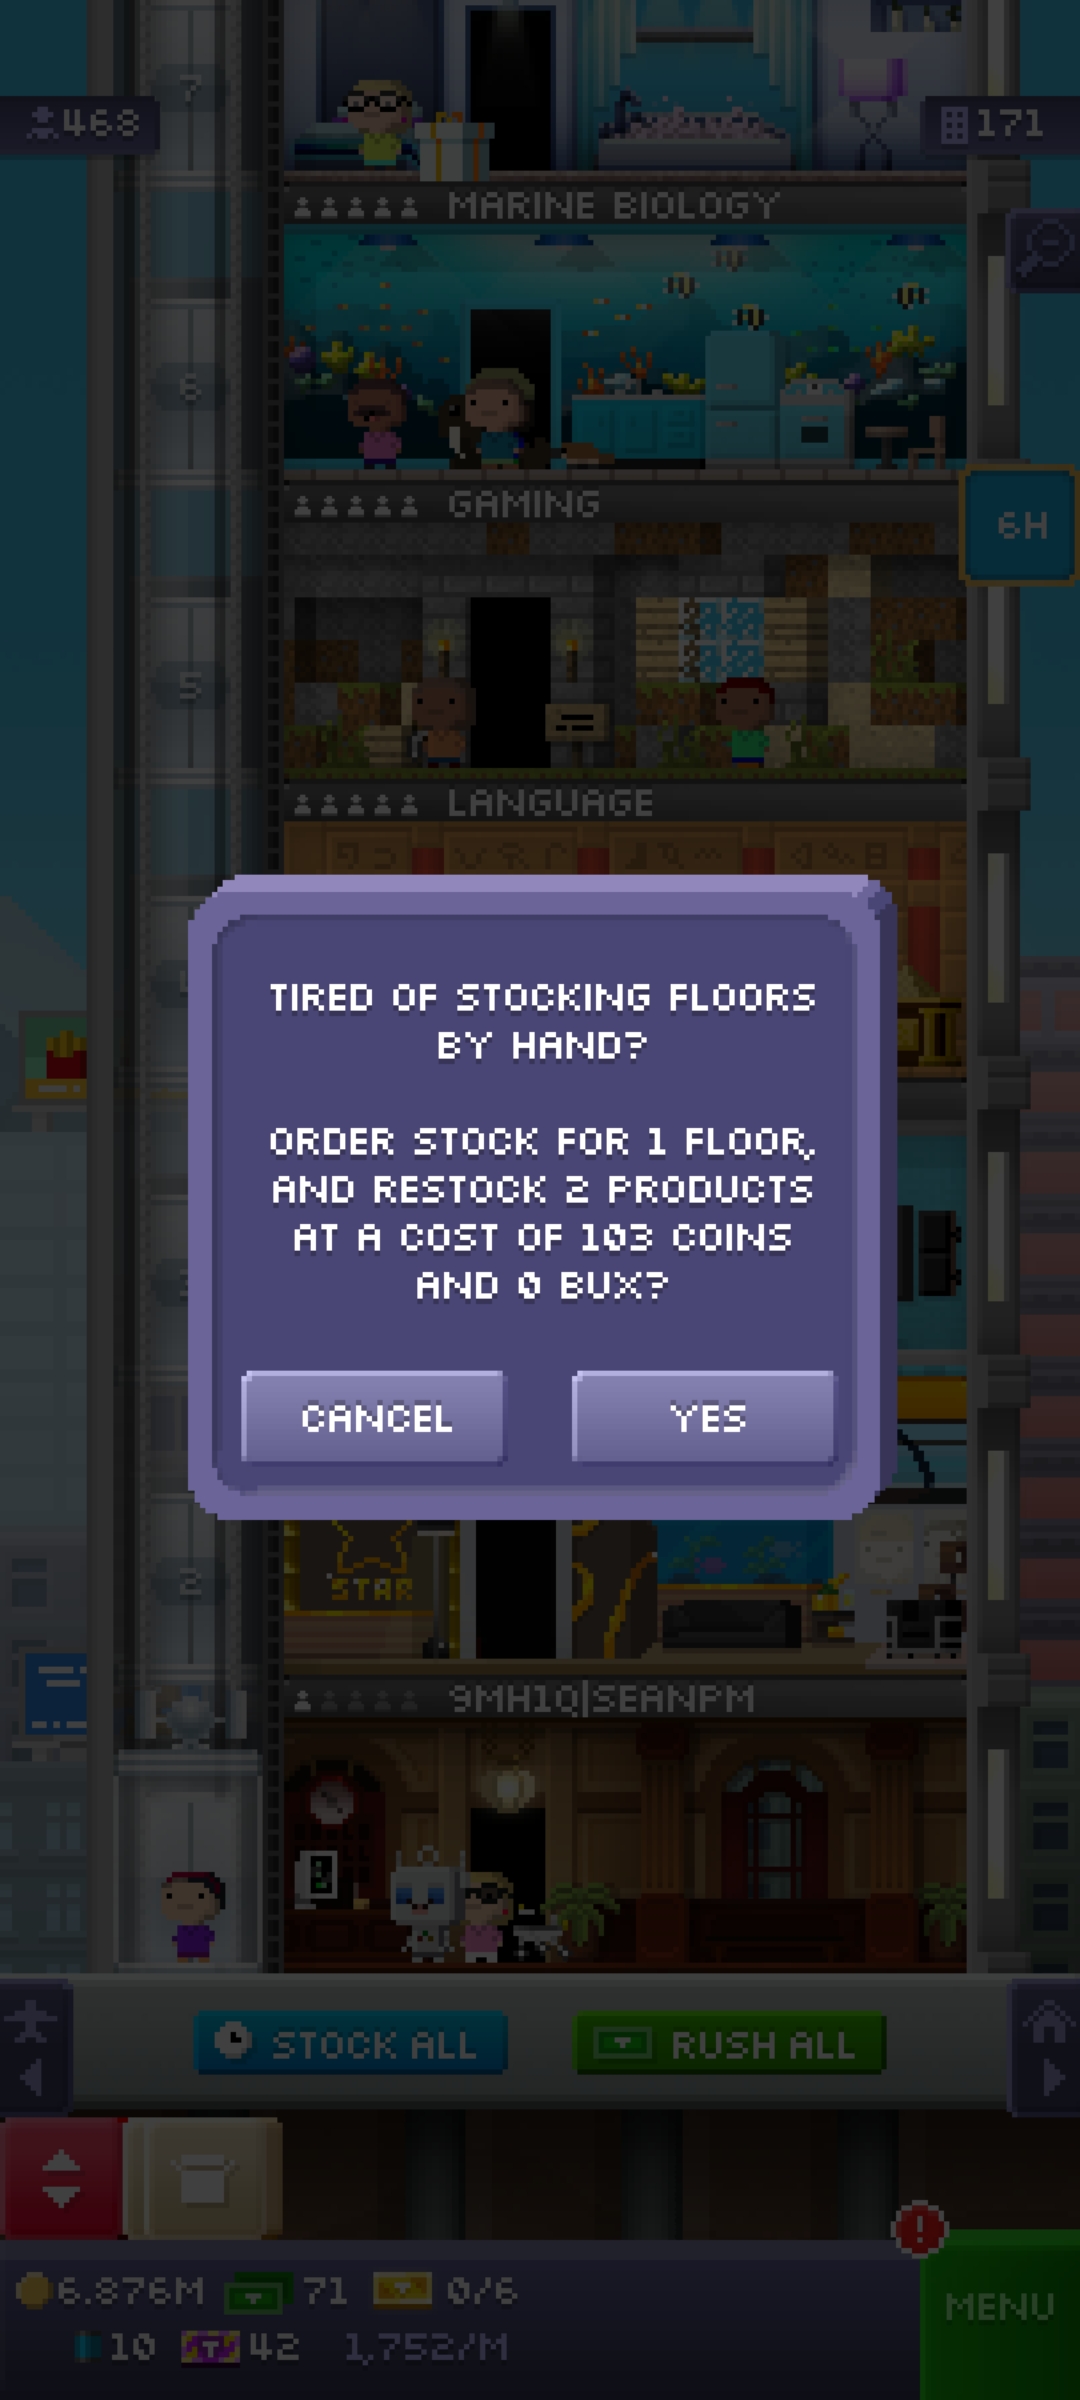 7
468
171
MARINE BIOLOGY
6
GAMING
6H
5
LANGUAGE
TIRED OF STOCKING FLOORS
BY HAND?
ORDER STOCK FOR 1 FLOOR,
AND RESTOCK 2 PRODUCTS
AT A COST OF 103 COINS
AND 0 BUX?
CANCEL
YES
2
STAR
9MH1Q|SEANPM
STOCK ALL
RUSH ALL
6.876M
71
0/6
MENU
10
42
1,752/M